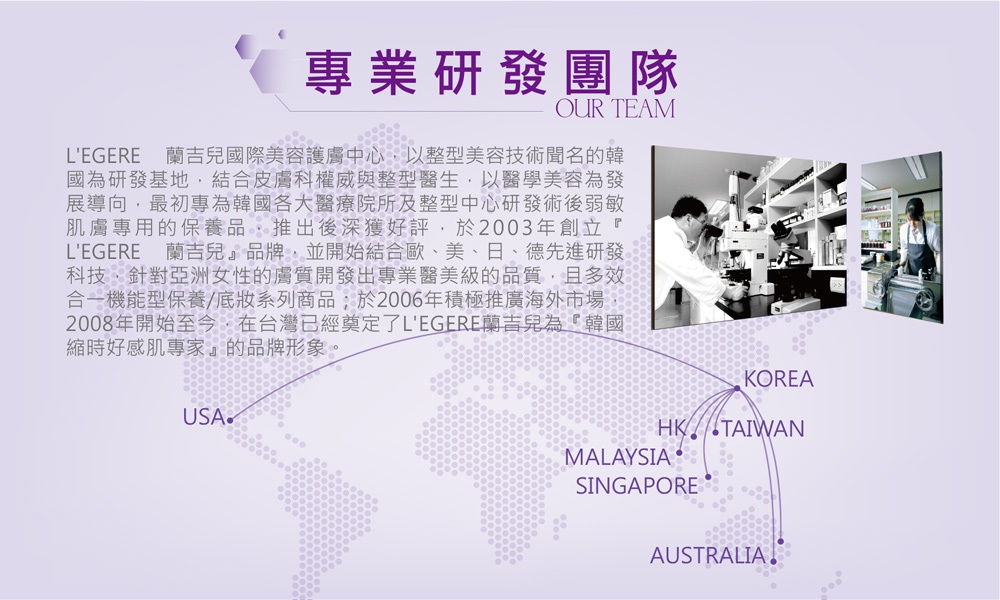 專業研發團隊
OUR TEAM
L'EGERE 蘭吉兒國際美容護膚中心，以整型美容技術聞名的韓
國為研發基地，結合皮膚科權威與整型醫生，以醫學美容為發
展導向，最初專為韓國各大醫療院所及整型中心研發術後弱敏
肌膚專用的保養品，推出後深獲好評，於2003年創立『
L'EGERE 蘭吉兒』品牌，並開始結合歐、美、日、德先進研發
科技，針對亞洲女性的膚質開發出專業醫美級的品質，且多效
合一機能型保養/底妝系列商品；於2006年積極推廣海外市場，
2008年開始至今，在台灣已經奠定了L'EGERE蘭吉兒為『韓國
縮時好感肌專家』的品牌形象。
KOREA
USA
HK
TAIWAN
MALAYSIA
SINGAPORE
AUSTRALIA